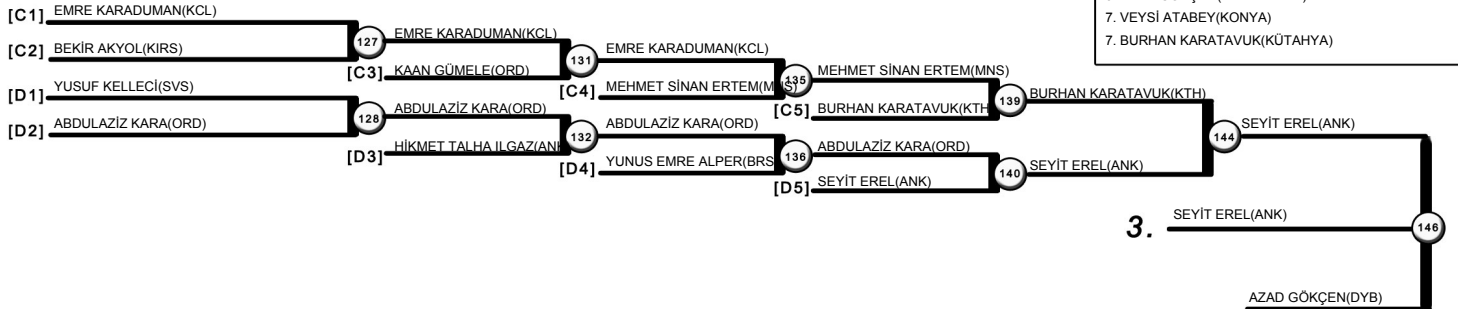 [C1] EMRE KARADUMAN(KCL)
[C2] BEKİR AKYOL(KIRS)
127 EMRE KARADUMAN(KCL)
[C3] KAAN GÜMELE(ORD)
131 EMRE KARADUMAN(KCL)
[C4] MEHMET SİNAN ERTEM(MNS)
135 MEHMET SİNAN ERTEM(MNS)
[C5] BURHAN KARATAVUK(KTH)
139 BURHAN KARATAVUK(KTH)
[D1] YUSUF KELLECİ(SVS)
[D2] ABDULAZİZ KARA(ORD)
128 ABDULAZİZ KARA(ORD)
[D3] HİKMET TALHA ILGAZ(ANK
132 ABDULAZİZ KARA(ORD)
[D4] YUNUS EMRE ALPER(BRS
136 ABDULAZİZ KARA(ORD)
[D5] SEYİT EREL(ANK)
140 SEYİT EREL(ANK)
144 SEYİT EREL(ANK)
3. SEYİT EREL(ANK)
146
AZAD GÖKÇEN(DYB)
7. VEYSİ ATABEY(KONYA)
7. BURHAN KARATAVUK(KÜTAHYA)